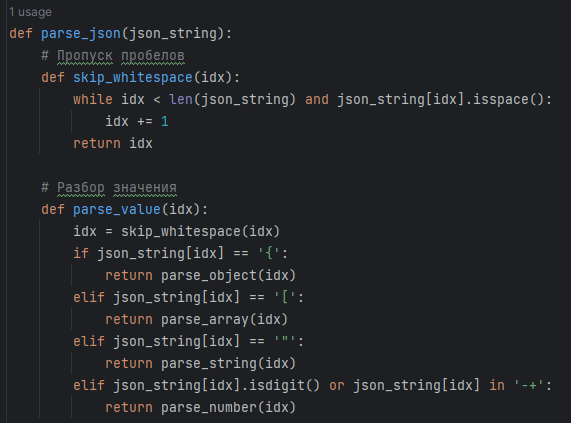 1 usage
def parse_json(json_string):
    # Пропуск пробелов
    def skip_whitespace(idx):
        while idx < len(json_string) and json_string[idx].isspace():
            idx += 1
        return idx

    # Разбор значения
    def parse_value(idx):
        idx = skip_whitespace(idx)
        if json_string[idx] == '{':
            return parse_object(idx)
        elif json_string[idx] == '[':
            return parse_array(idx)
        elif json_string[idx] == '"':
            return parse_string(idx)
        elif json_string[idx].isdigit() or json_string[idx] in '-+':
            return parse_number(idx)